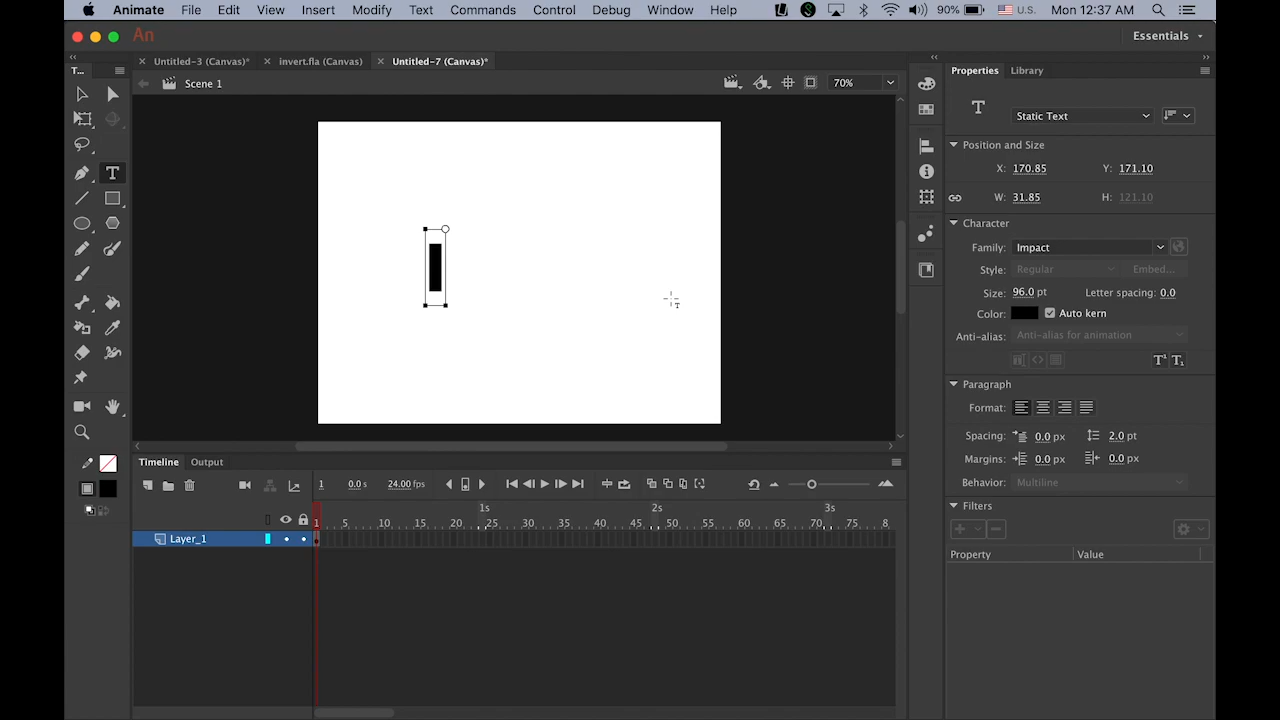 Animate File Edit View Insert Modify Text Commands Control Debug Window Help 90% U.S. Mon 12:37 AM
An Essentials
T... Untitled-3 (Canvas)* invert.fla (Canvas) Untitled-7 (Canvas)* Properties Library
Scene 1 70%
T Static Text
Position and Size
X: 170.85 Y: 171.10
W: 31.85 H: 121.10
Character
Family: Impact
Style: Regular Embed...
Size: 96.0 pt Letter spacing: 0.0
Color: Auto kern
Anti-alias: Anti-alias for animation
T¹ T₁
Paragraph
Format:
Spacing: 0.0 px 2.0 pt
Margins: 0.0 px 0.0 px
Behavior: Multiline
Filters
Property Value
I
Timeline Output
1 0.0 s 24.00 fps
1s 2s 3s
1 5 10 15 20 25 30 35 40 45 50 55 60 65 70 75 8
Layer_1